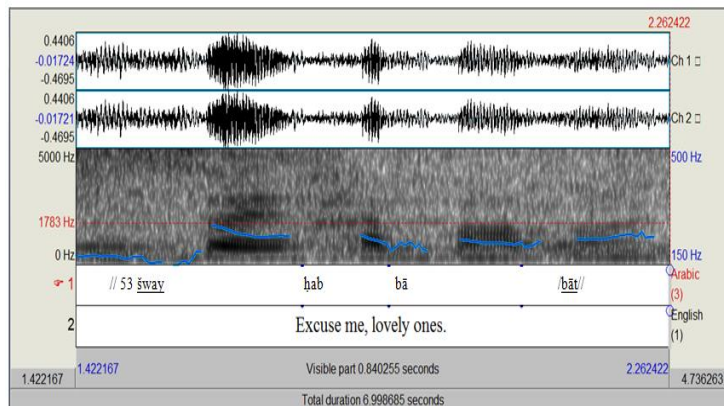 2.262422
0.4406
-0.01724
-0.4695
Ch 1
0.4406
-0.01721
-0.4695
Ch 2
5000 Hz 500 Hz
1783 Hz
0 Hz 150 Hz
1 // 53 šway ḥab bā /bāt// Arabic (3)
2 Excuse me, lovely ones. English (1)
1.422167 1.422167 Visible part 0.840255 seconds 2.262422 4.736263
Total duration 6.998685 seconds